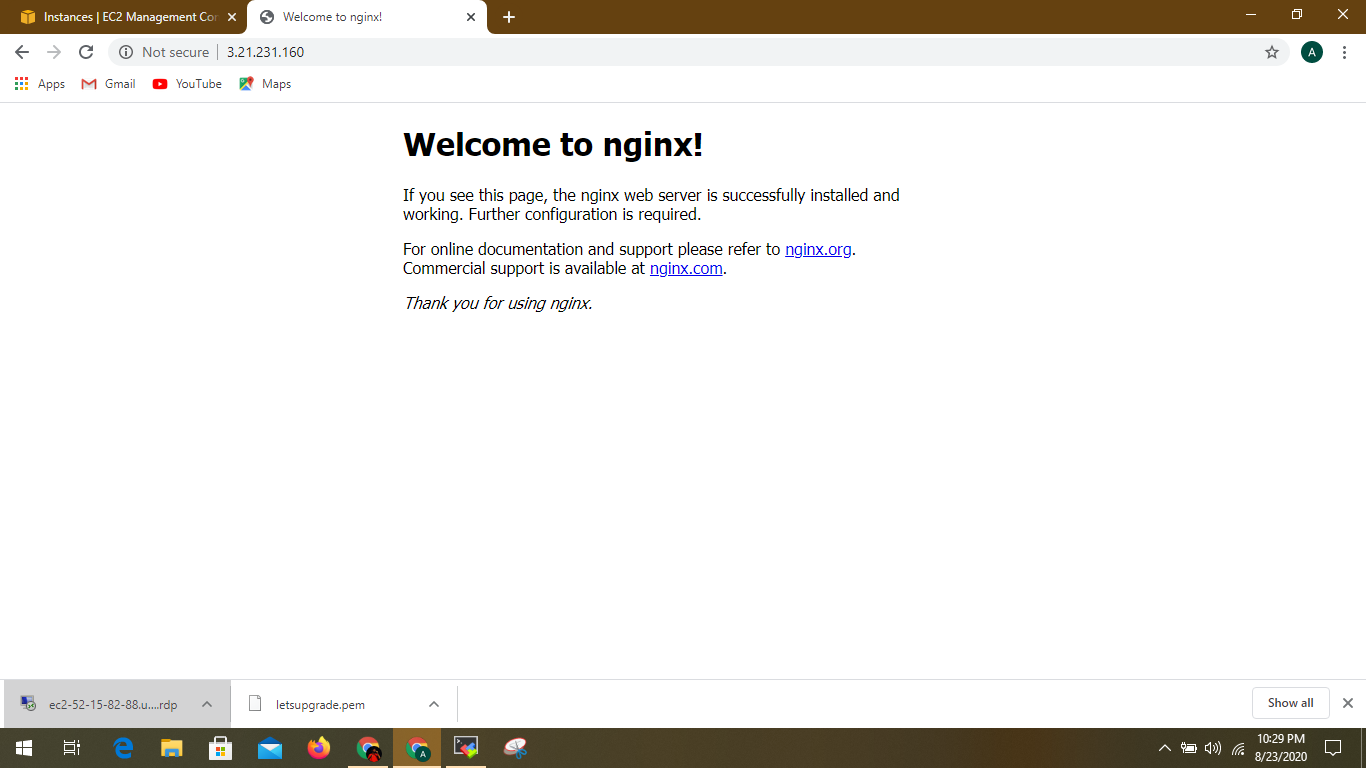 Instances | EC2 Management Con
Welcome to nginx!
Not secure
3.21.231.160
A
Apps
Gmail
YouTube
Maps
Welcome to nginx!
If you see this page, the nginx web server is successfully installed and
working. Further configuration is required.
For online documentation and support please refer to nginx.org.
Commercial support is available at nginx.com.
Thank you for using nginx.
ec2-52-15-82-88.u....rdp
letsupgrade.pem
Show all
A
10:29 PM
8/23/2020